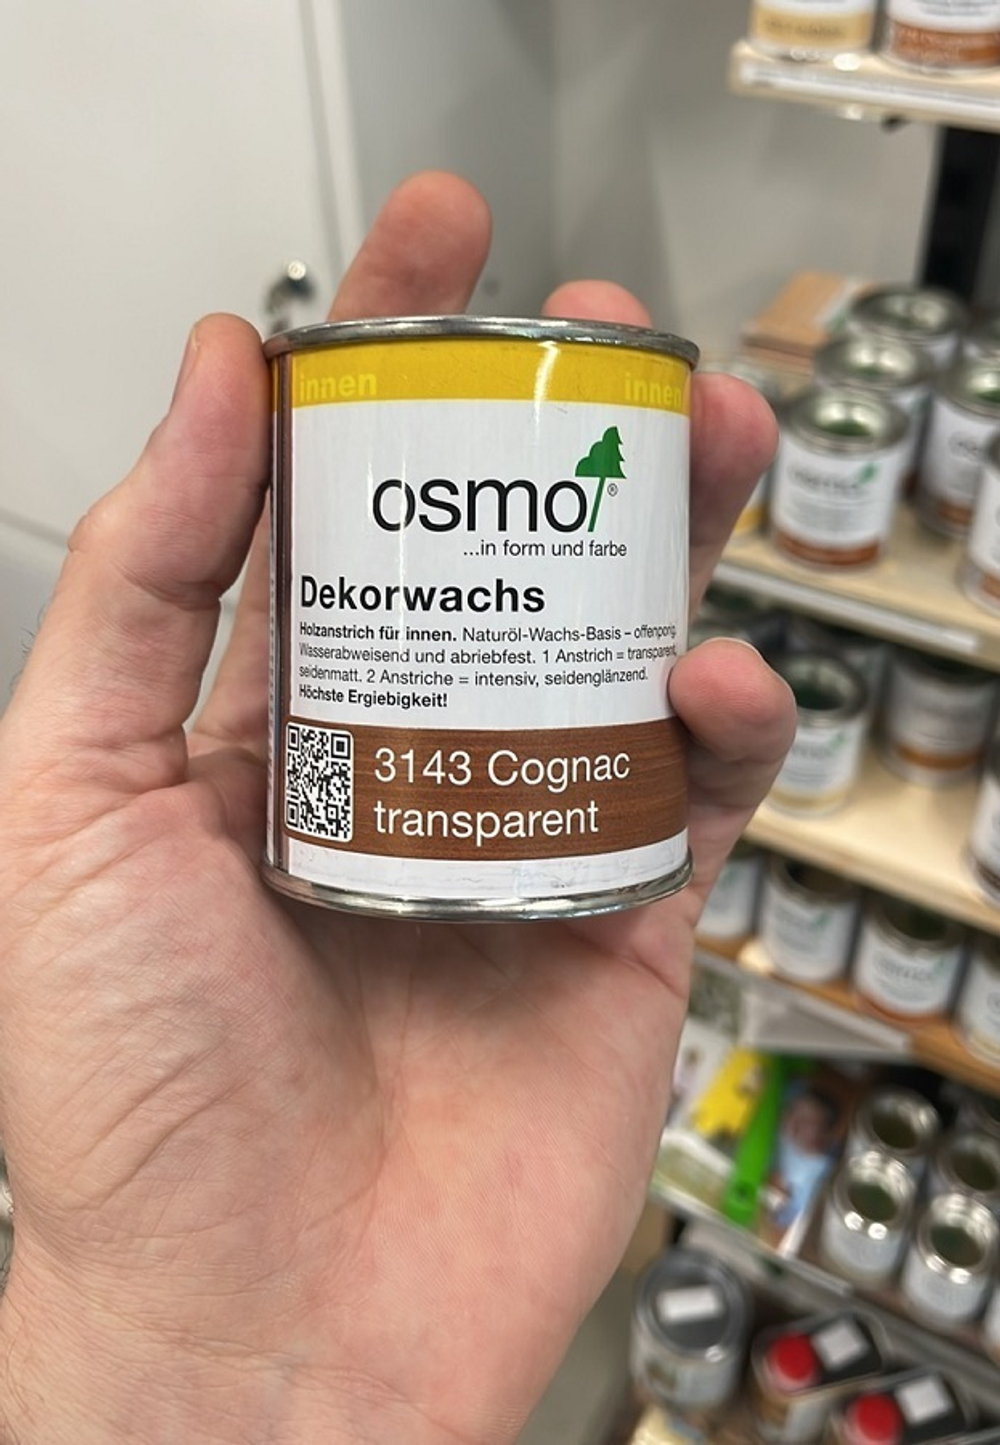 innen innen
osmo®
...in form und farbe
Dekorwachs
Holzanstrich für innen. Naturöl-Wachs-Basis – offenporig.
Wasserabweisend und abriebfest. 1 Anstrich = transparent,
seidenmatt. 2 Anstriche = intensiv, seidenglänzend.
Höchste Ergiebigkeit!
3143 Cognac
transparent